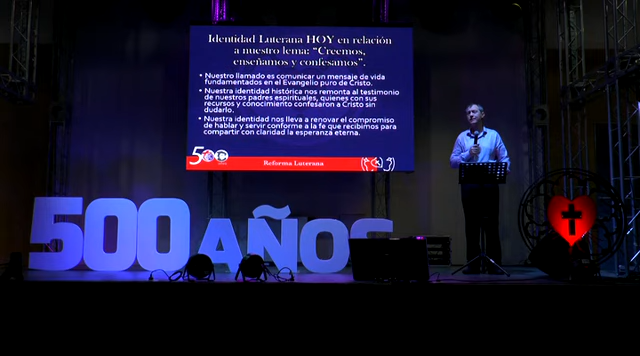 Identidad Luterana HOY en relación
a nuestro lema: “Creemos,
enseñamos y confesamos”.
• Nuestro llamado es comunicar un mensaje de vida
fundamentados en el Evangelio puro de Cristo.
• Nuestra identidad histórica nos remonta al testimonio
de nuestros padres espirituales, quienes con sus
recursos y conocimiento confesaron a Cristo sin
dudarlo.
• Nuestra identidad nos lleva a renovar el compromiso
de hablar y servir conforme a la fe que recibimos para
compartir con claridad la esperanza eterna.
500
Reforma Luterana
500 AÑOS